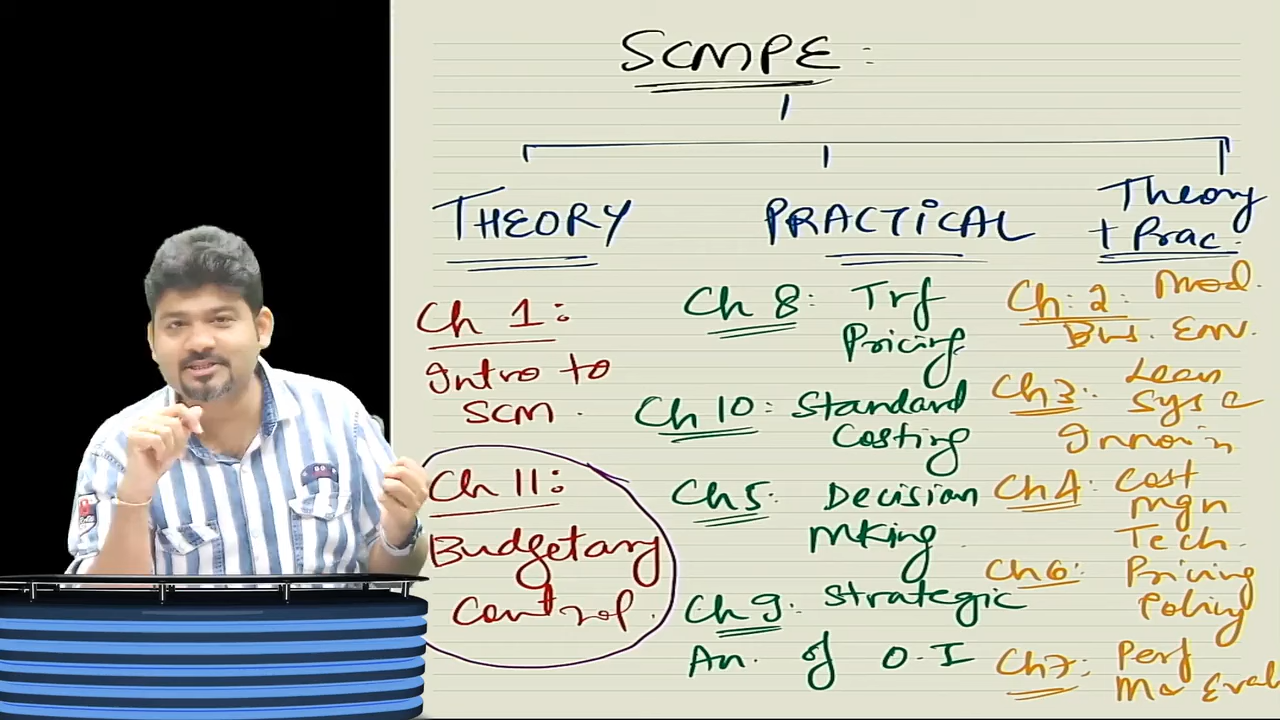 SCMPE:
THEORY
Ch 1:
Intro to
SCM.
Ch 11:
Budgetary
Control.
PRACTICAL
Ch 8: Trf
Pricing
Ch 10: Standard
Costing
Ch 5: Decision
Mking
Ch 9: Strategic
An. of O.I
Theory
+ Prac.
Ch: 2: Mod.
Bus. Env.
Ch 3: Lean
Sys
Ch 4: Cost
Mgn
Tech.
Ch 6: Pricing
Policy
Ch 7: Perf
Eval